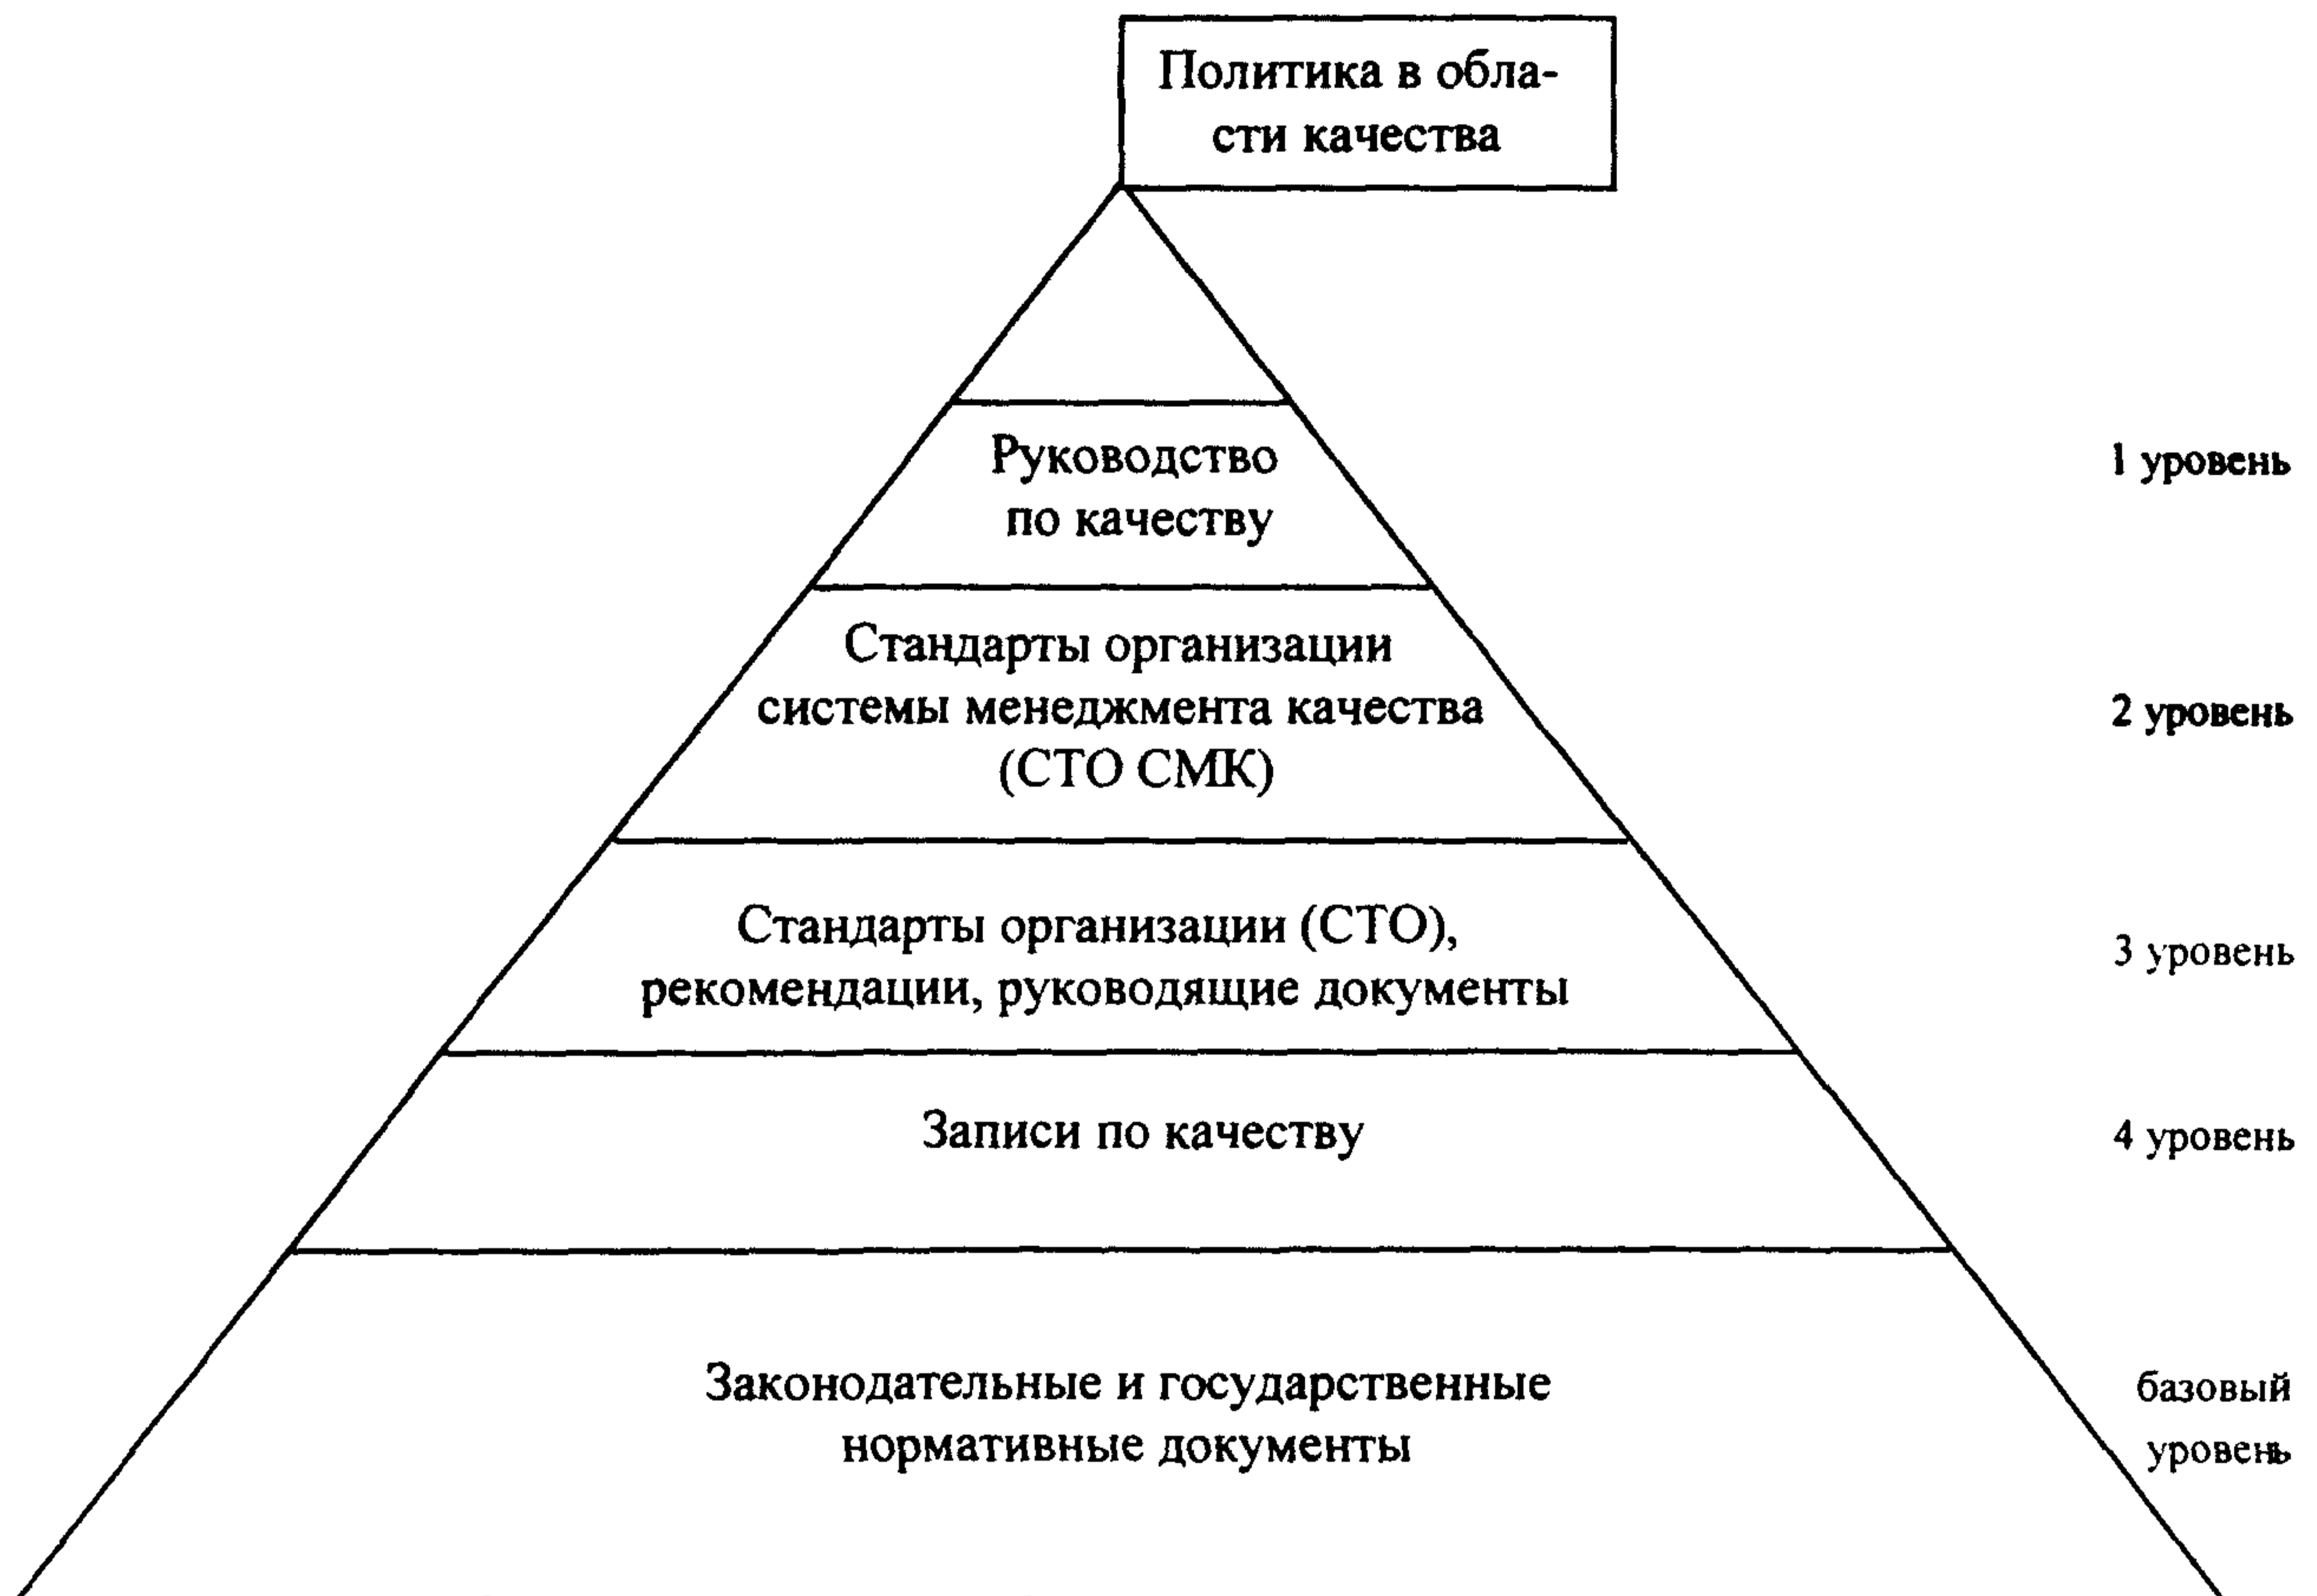 Политика в обла-
сти качества
Руководство
по качеству
1 уровень
Стандарты организации
системы менеджмента качества
(СТО СМК)
2 уровень
Стандарты организации (СТО),
рекомендации, руководящие документы
3 уровень
Записи по качеству
4 уровень
Законодательные и государственные
нормативные документы
базовый
уровень